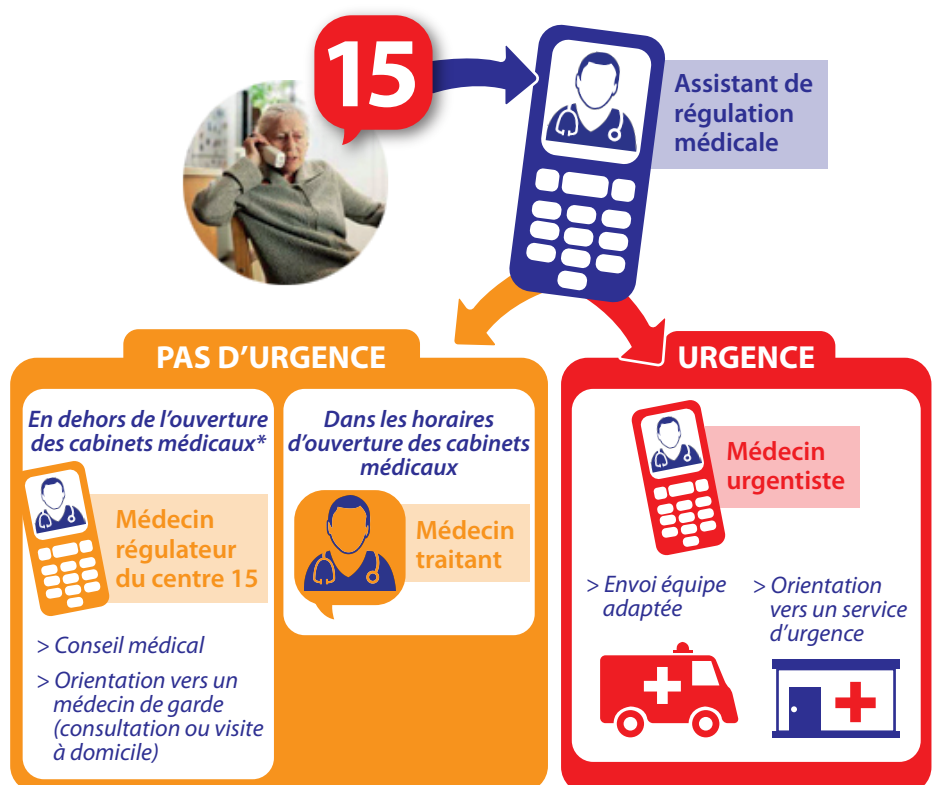 15
Assistant de
régulation
médicale
PAS D'URGENCE
En dehors de l'ouverture
des cabinets médicaux*
Médecin
régulateur
du centre 15
> Conseil médical
> Orientation vers un
médecin de garde
(consultation ou visite
à domicile)
Dans les horaires
d'ouverture des cabinets
médicaux
Médecin
traitant
URGENCE
Médecin
urgentiste
> Envoi équipe
adaptée
> Orientation
vers un service
d'urgence